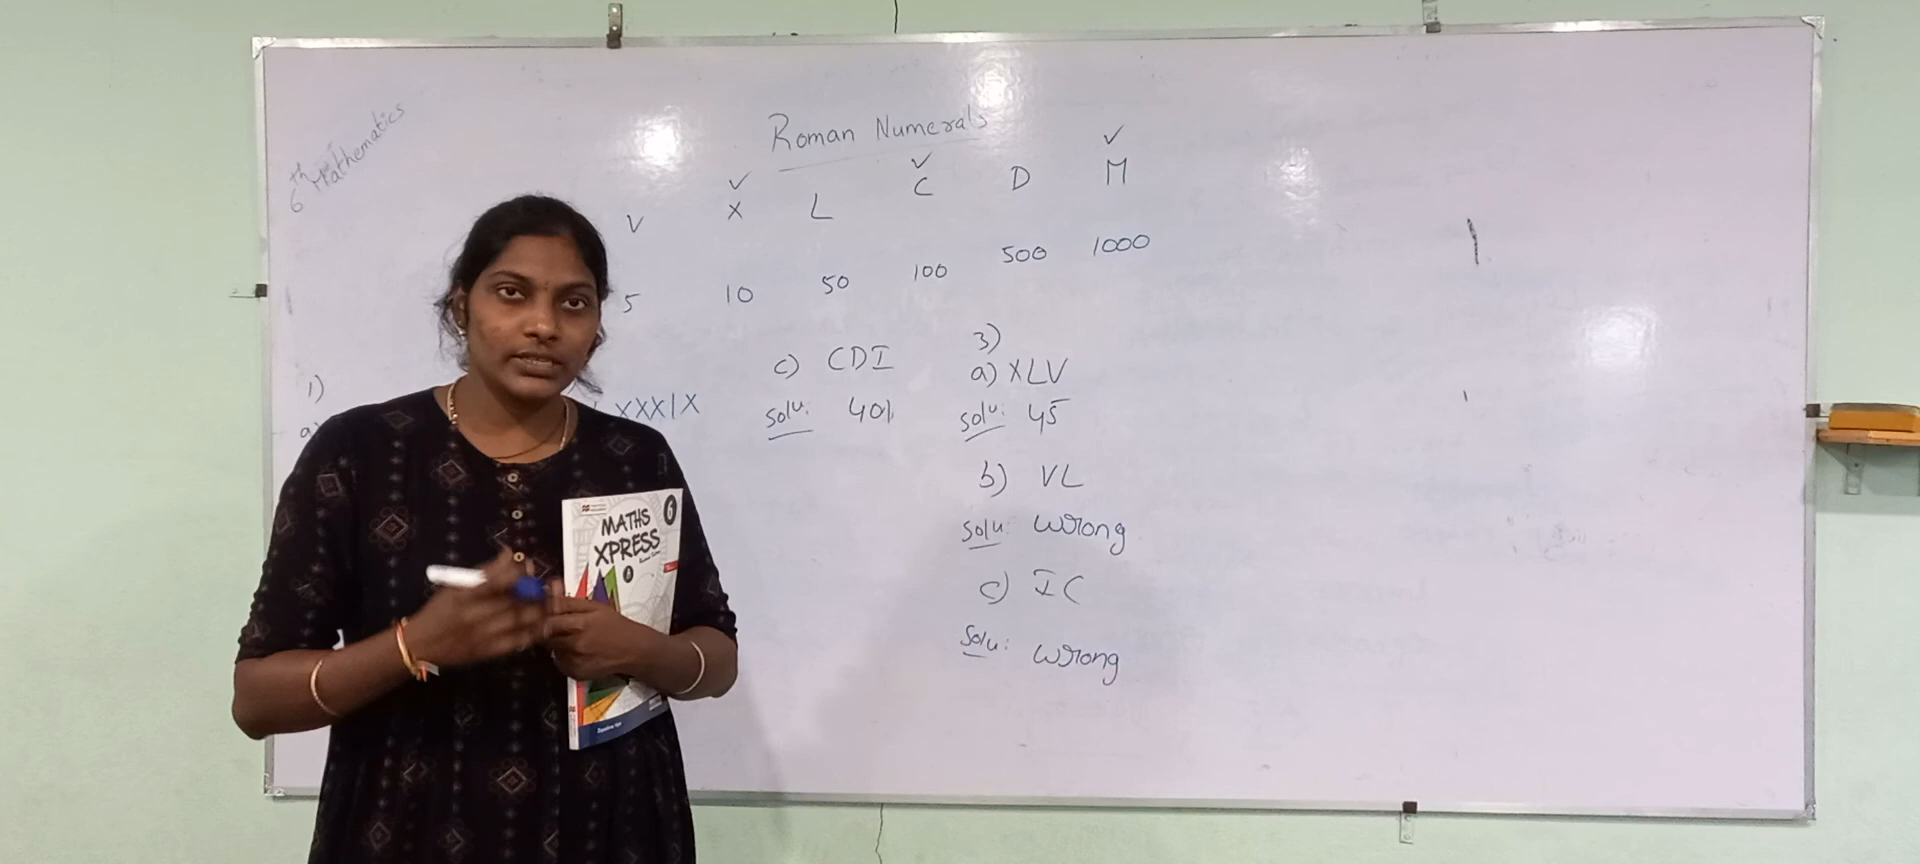 6th Mathematics
Roman Numerals
V X L C D M
5 10 50 100 500 1000
1)
a)
XXXIX
c) CDI
Solu: 401
3)
a) XLV
Solu: 45
b) VL
Solu: Wrong
c) IC
Solu: Wrong
MATHS
XPRESS
6